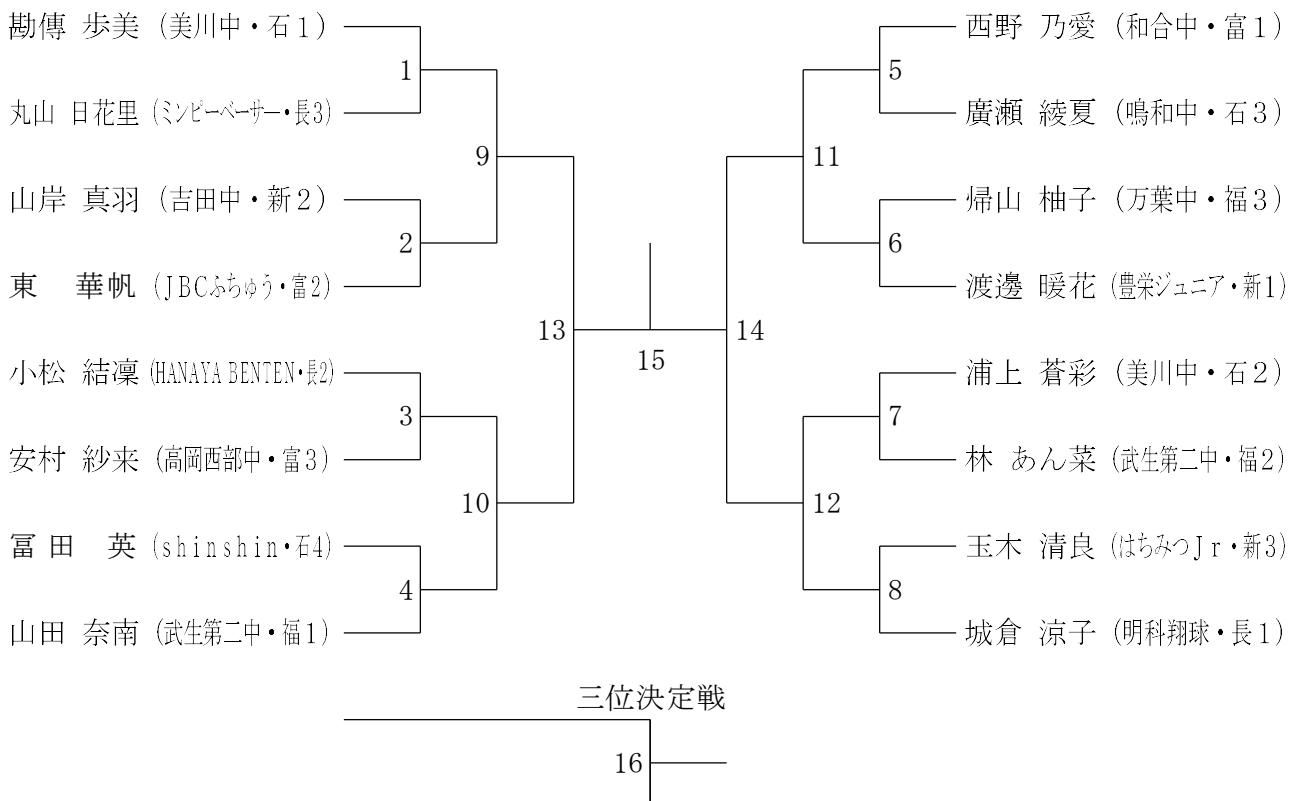 勘傳 歩美 (美川中・石1)
1
丸山 日花里 (ミンピーベーサー・長3)
9
山岸 真羽 (吉田中・新2)
2
東 華帆 (JBCふちゅう・富2)
13
小松 結凜 (HANAYA BENTEN・長2)
3
安村 紗来 (高岡西部中・富3)
10
冨田 英 (shinshin・石4)
4
山田 奈南 (武生第二中・福1)
15
西野 乃愛 (和合中・富1)
5
廣瀬 綾夏 (鳴和中・石3)
11
帰山 柚子 (万葉中・福3)
6
渡邊 暖花 (豊栄ジュニア・新1)
14
浦上 蒼彩 (美川中・石2)
7
林 あん菜 (武生第二中・福2)
12
玉木 清良 (はちみつJr・新3)
8
城倉 涼子 (明科翔球・長1)
三位決定戦
16